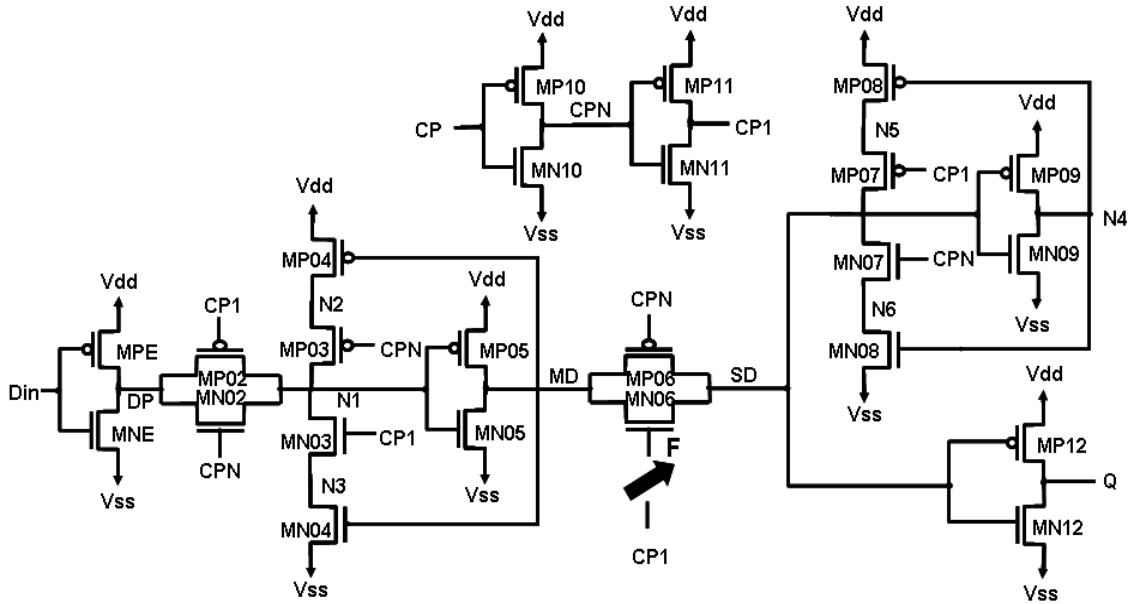 Vdd
MP10
CP
CPN
MN10
Vss
Vdd
MP11
CP1
MN11
Vss
Vdd
MP08
N5
MP07
CP1
Vdd
MP09
N4
MN07
CPN
MN09
N6
Vss
MN08
Vss
Vdd
MP04
N2
MP03
CPN
N1
MN03
CP1
N3
MN04
Vss
Vdd
MPE
Din
DP
MNE
Vss
CP1
MP02
MN02
CPN
Vdd
MP05
MN05
Vss
MD
CPN
MP06
MN06
F
CP1
SD
Vdd
MP12
Q
MN12
Vss